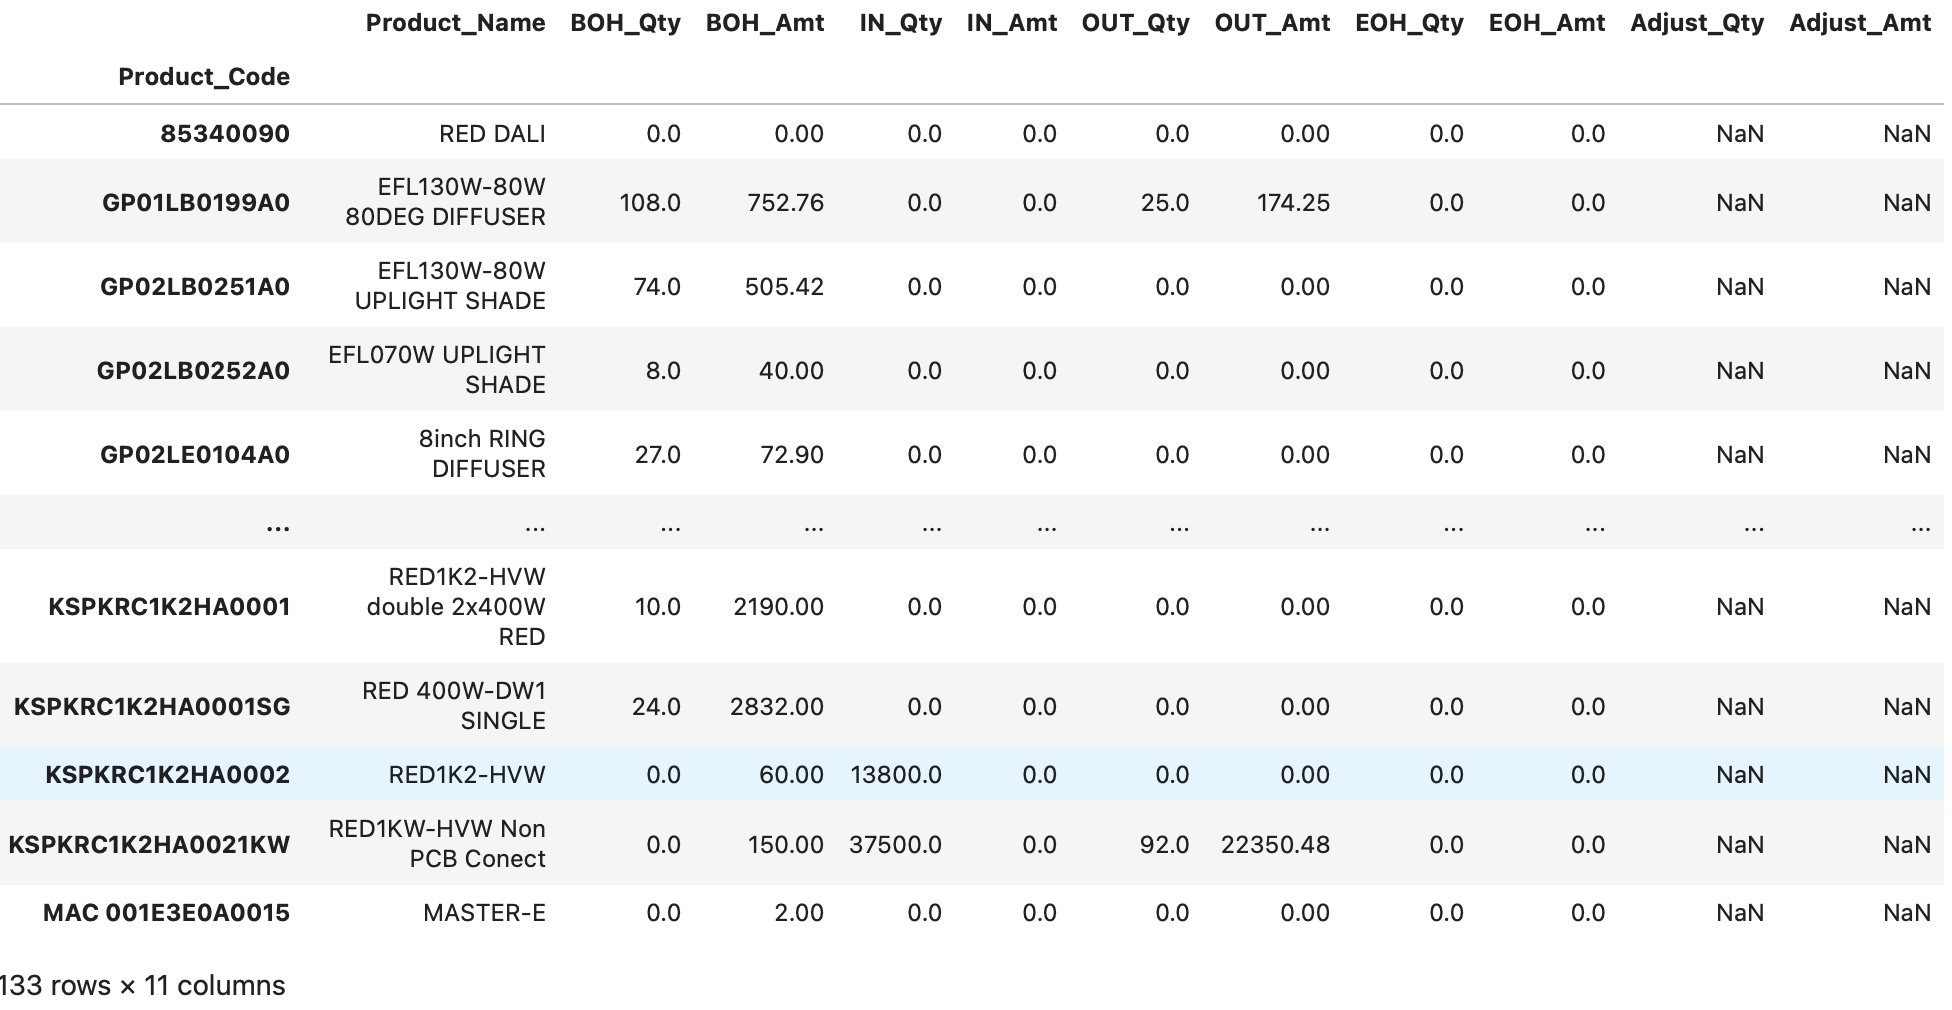 Product_Name BOH_Qty BOH_Amt IN_Qty IN_Amt OUT_Qty OUT_Amt EOH_Qty EOH_Amt Adjust_Qty Adjust_Amt
Product_Code
85340090 RED DALI 0.0 0.00 0.0 0.0 0.0 0.00 0.0 0.0 NaN NaN
GP01LB0199A0 EFL130W-80W
80DEG DIFFUSER 108.0 752.76 0.0 0.0 25.0 174.25 0.0 0.0 NaN NaN
GP02LB0251A0 EFL130W-80W
UPLIGHT SHADE 74.0 505.42 0.0 0.0 0.0 0.00 0.0 0.0 NaN NaN
GP02LB0252A0 EFL070W UPLIGHT
SHADE 8.0 40.00 0.0 0.0 0.0 0.00 0.0 0.0 NaN NaN
GP02LE0104A0 8inch RING
DIFFUSER 27.0 72.90 0.0 0.0 0.0 0.00 0.0 0.0 NaN NaN
... ... ... ... ... ... ... ... ... ... ... ...
KSPKRC1K2HA0001 RED1K2-HVW
double 2x400W
RED 10.0 2190.00 0.0 0.0 0.0 0.00 0.0 0.0 NaN NaN
KSPKRC1K2HA0001SG RED 400W-DW1
SINGLE 24.0 2832.00 0.0 0.0 0.0 0.00 0.0 0.0 NaN NaN
KSPKRC1K2HA0002 RED1K2-HVW 0.0 60.00 13800.0 0.0 0.0 0.00 0.0 0.0 NaN NaN
KSPKRC1K2HA0021KW RED1KW-HVW Non
PCB Conect 0.0 150.00 37500.0 0.0 92.0 22350.48 0.0 0.0 NaN NaN
MAC 001E3E0A0015 MASTER-E 0.0 2.00 0.0 0.0 0.0 0.00 0.0 0.0 NaN NaN
133 rows × 11 columns